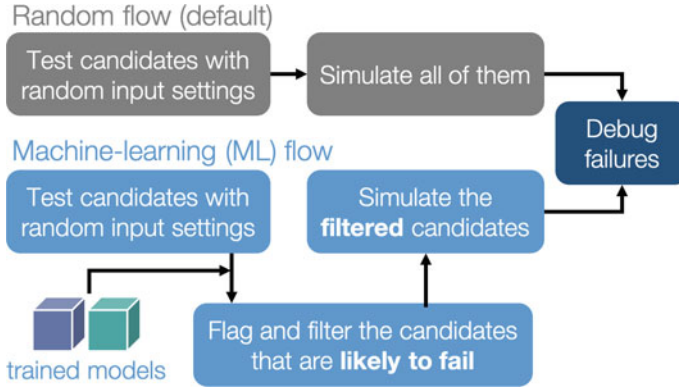 Random flow (default)
Test candidates with
random input settings
Simulate all of them
Debug
failures
Machine-learning (ML) flow
Test candidates with
random input settings
Simulate the
filtered candidates
Flag and filter the candidates
that are likely to fail
trained models